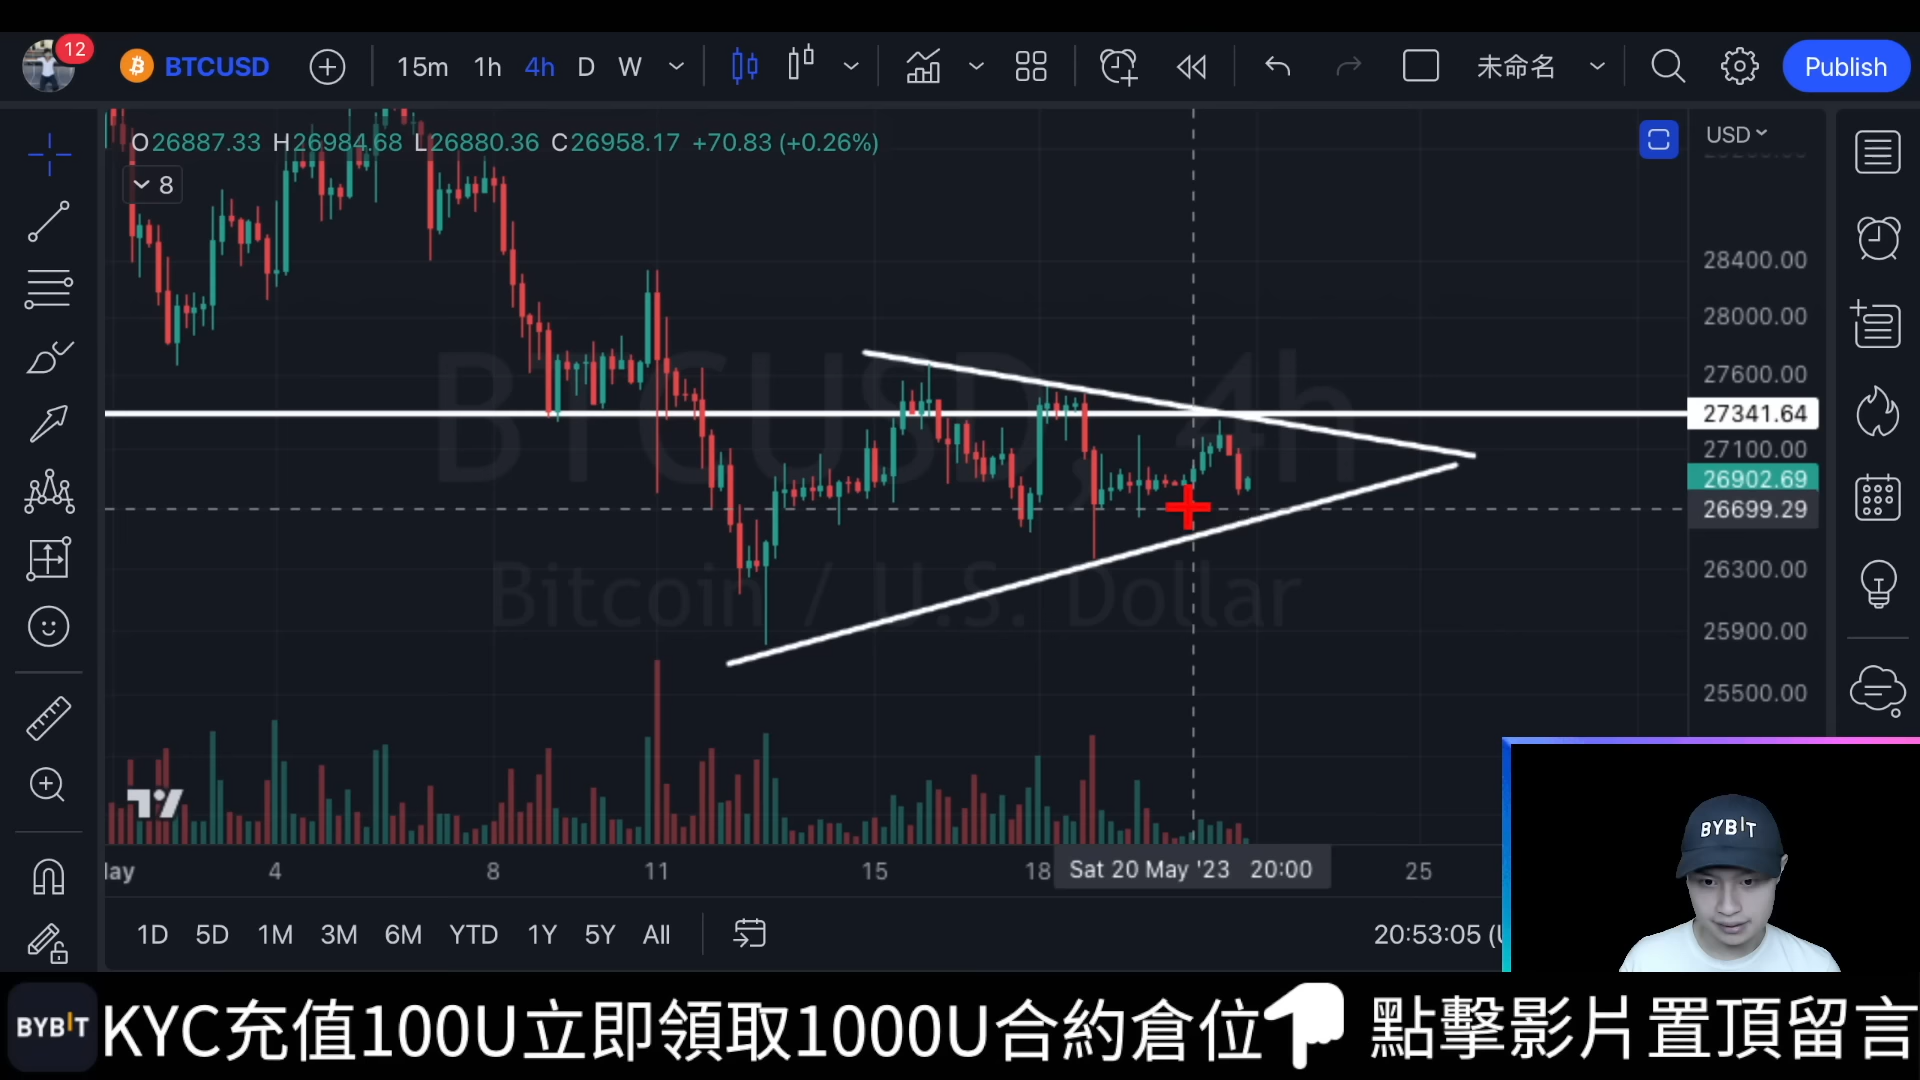 12
BTCUSD
15m 1h 4h D W
未命名
Publish
O26887.33 H26984.68 L26880.36 C26958.17 +70.83 (+0.26%)
8
USD
28400.00
28000.00
27600.00
27341.64
27100.00
26902.69
26699.29
26300.00
25900.00
25500.00
BTCUSD, 4h
Bitcoin / U.S. Dollar
4 8 11 15 18 Sat 20 May '23 20:00 25
1D 5D 1M 3M 6M YTD 1Y 5Y All
20:53:05
BYBIT
BYBIT KYC充值100U立即領取1000U合約倉位 點擊影片置頂留言